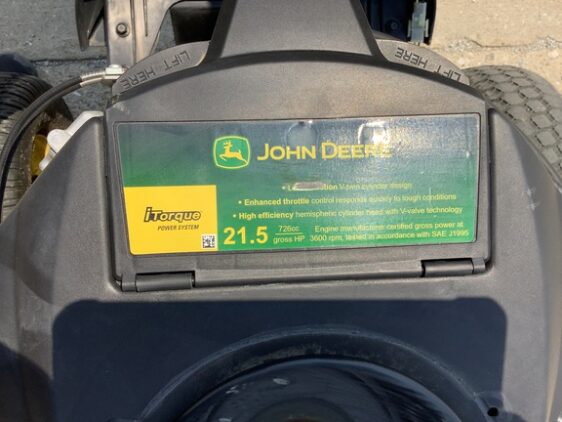 LIFT HERE
LIFT HERE
JOHN DEERE
V-twin cylinder design
• Enhanced throttle control responds quickly to tough conditions
• High efficiency hemispheric cylinder head with V-valve technology
iTorque
POWER SYSTEM
21.5
726cc
gross HP
Engine manufacturer certified gross power at
3600 rpm, tested in accordance with SAE J1995